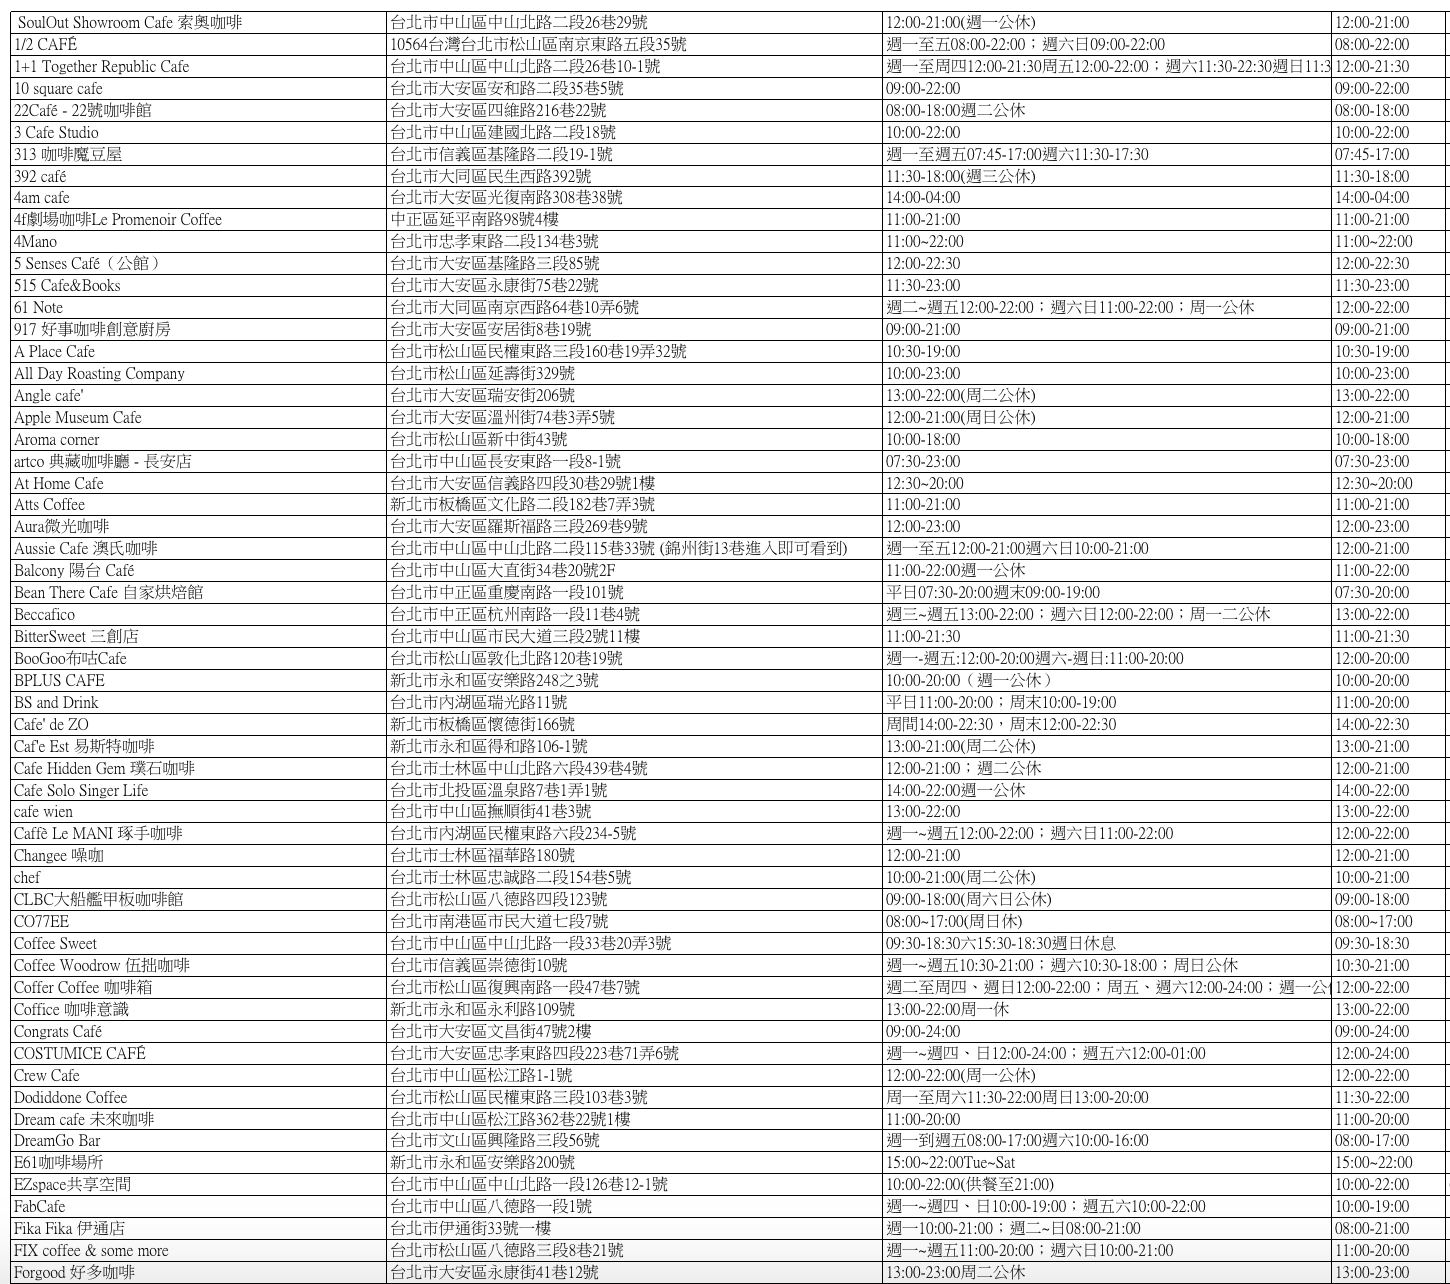 SoulOut Showroom Cafe 索奧咖啡 台北市中山區中山北路二段26巷29號 12:00-21:00(週一公休) 12:00-21:00
1/2 CAFÉ 10564台灣台北市松山區南京東路五段35號 週一至五08:00-22:00；週六日09:00-22:00 08:00-22:00
1+1 Together Republic Cafe 台北市中山區中山北路二段26巷10-1號 週一至周四12:00-21:30周五12:00-22:00；週六11:30-22:30週日11:3 12:00-21:30
10 square cafe 台北市大安區安和路二段35巷5號 09:00-22:00 09:00-22:00
22Café - 22號咖啡館 台北市大安區四維路216巷22號 08:00-18:00週二公休 08:00-18:00
3 Cafe Studio 台北市中山區建國北路二段18號 10:00-22:00 10:00-22:00
313 咖啡魔豆屋 台北市信義區基隆路二段19-1號 週一至週五07:45-17:00週六11:30-17:30 07:45-17:00
392 café 台北市大同區民生西路392號 11:30-18:00(週三公休) 11:30-18:00
4am cafe 台北市大安區光復南路308巷38號 14:00-04:00 14:00-04:00
4f劇場咖啡Le Promenoir Coffee 中正區延平南路98號4樓 11:00-21:00 11:00-21:00
4Mano 台北市忠孝東路二段134巷3號 11:00~22:00 11:00~22:00
5 Senses Café（公館） 台北市大安區基隆路三段85號 12:00-22:30 12:00-22:30
515 Cafe&Books 台北市大安區永康街75巷22號 11:30-23:00 11:30-23:00
61 Note 台北市大同區南京西路64巷10弄6號 週二~週五12:00-22:00；週六日11:00-22:00；周一公休 12:00-22:00
917 好事咖啡創意廚房 台北市大安區安居街8巷19號 09:00-21:00 09:00-21:00
A Place Cafe 台北市松山區民權東路三段160巷19弄32號 10:30-19:00 10:30-19:00
All Day Roasting Company 台北市松山區延壽街329號 10:00-23:00 10:00-23:00
Angle cafe' 台北市大安區瑞安街206號 13:00-22:00(周二公休) 13:00-22:00
Apple Museum Cafe 台北市大安區溫州街74巷3弄5號 12:00-21:00(周日公休) 12:00-21:00
Aroma corner 台北市松山區新中街43號 10:00-18:00 10:00-18:00
artco 典藏咖啡廳 - 長安店 台北市中山區長安東路一段8-1號 07:30-23:00 07:30-23:00
At Home Cafe 台北市大安區信義路四段30巷29號1樓 12:30~20:00 12:30~20:00
Atts Coffee 新北市板橋區文化路二段182巷7弄3號 11:00-21:00 11:00-21:00
Aura微光咖啡 台北市大安區羅斯福路三段269巷9號 12:00-23:00 12:00-23:00
Aussie Cafe 澳氏咖啡 台北市中山區中山北路二段115巷33號 (錦州街13巷進入即可看到) 週一至五12:00-21:00週六日10:00-21:00 12:00-21:00
Balcony 陽台 Café 台北市中山區大直街34巷20號2F 11:00-22:00週一公休 11:00-22:00
Bean There Cafe 自家烘焙館 台北市中正區重慶南路一段101號 平日07:30-20:00週末09:00-19:00 07:30-20:00
Beccafico 台北市中正區杭州南路一段11巷4號 週三~週五13:00-22:00；週六日12:00-22:00；周一二公休 13:00-22:00
BitterSweet 三創店 台北市中山區市民大道三段2號11樓 11:00-21:30 11:00-21:30
BooGoo布咕Cafe 台北市松山區敦化北路120巷19號 週一-週五:12:00-20:00週六-週日:11:00-20:00 12:00-20:00
BPLUS CAFE 新北市永和區安樂路248之3號 10:00-20:00（週一公休） 10:00-20:00
BS and Drink 台北市內湖區瑞光路11號 平日11:00-20:00；周末10:00-19:00 11:00-20:00
Cafe' de ZO 新北市板橋區懷德街166號 周間14:00-22:30，周末12:00-22:30 14:00-22:30
Caf'e Est 易斯特咖啡 新北市永和區得和路106-1號 13:00-21:00(周二公休) 13:00-21:00
Cafe Hidden Gem 璞石咖啡 台北市士林區中山北路六段439巷4號 12:00-21:00；週二公休 12:00-21:00
Cafe Solo Singer Life 台北市北投區溫泉路7巷1弄1號 14:00-22:00週一公休 14:00-22:00
cafe wien 台北市中山區撫順街41巷3號 13:00-22:00 13:00-22:00
Caffè Le MANI 琢手咖啡 台北市內湖區民權東路六段234-5號 週一~週五12:00-22:00；週六日11:00-22:00 12:00-22:00
Changee 噪咖 台北市士林區福華路180號 12:00-21:00 12:00-21:00
chef 台北市士林區忠誠路二段154巷5號 10:00-21:00(周二公休) 10:00-21:00
CLBC大船艦甲板咖啡館 台北市松山區八德路四段123號 09:00-18:00(周六日公休) 09:00-18:00
CO77EE 台北市南港區市民大道七段7號 08:00~17:00(周日休) 08:00~17:00
Coffee Sweet 台北市中山區中山北路一段33巷20弄3號 09:30-18:30六15:30-18:30週日休息 09:30-18:30
Coffee Woodrow 伍拙咖啡 台北市信義區崇德街10號 週一~週五10:30-21:00；週六10:30-18:00；周日公休 10:30-21:00
Coffer Coffee 咖啡箱 台北市松山區復興南路一段47巷7號 週二至周四、週日12:00-22:00；周五、週六12:00-24:00；週一公 12:00-22:00
Coffice 咖啡意識 新北市永和區永利路109號 13:00-22:00周一休 13:00-22:00
Congrats Café 台北市大安區文昌街47號2樓 09:00-24:00 09:00-24:00
COSTUMICE CAFÉ 台北市大安區忠孝東路四段223巷71弄6號 週一~週四、日12:00-24:00；週五六12:00-01:00 12:00-24:00
Crew Cafe 台北市中山區松江路1-1號 12:00-22:00(周一公休) 12:00-22:00
Dodiddone Coffee 台北市松山區民權東路三段103巷3號 周一至周六11:30-22:00周日13:00-20:00 11:30-22:00
Dream cafe 未來咖啡 台北市中山區松江路362巷22號1樓 11:00-20:00 11:00-20:00
DreamGo Bar 台北市文山區興隆路三段56號 週一到週五08:00-17:00週六10:00-16:00 08:00-17:00
E61咖啡場所 新北市永和區安樂路200號 15:00~22:00Tue~Sat 15:00~22:00
EZspace共享空間 台北市中山區中山北路一段126巷12-1號 10:00-22:00(供餐至21:00) 10:00-22:00
FabCafe 台北市中山區八德路一段1號 週一~週四、日10:00-19:00；週五六10:00-22:00 10:00-19:00
Fika Fika 伊通店 台北市伊通街33號一樓 週一10:00-21:00；週二~日08:00-21:00 08:00-21:00
FIX coffee & some more 台北市松山區八德路三段8巷21號 週一~週五11:00-20:00；週六日10:00-21:00 11:00-20:00
Forgood 好多咖啡 台北市大安區永康街41巷12號 13:00-23:00周二公休 13:00-23:00